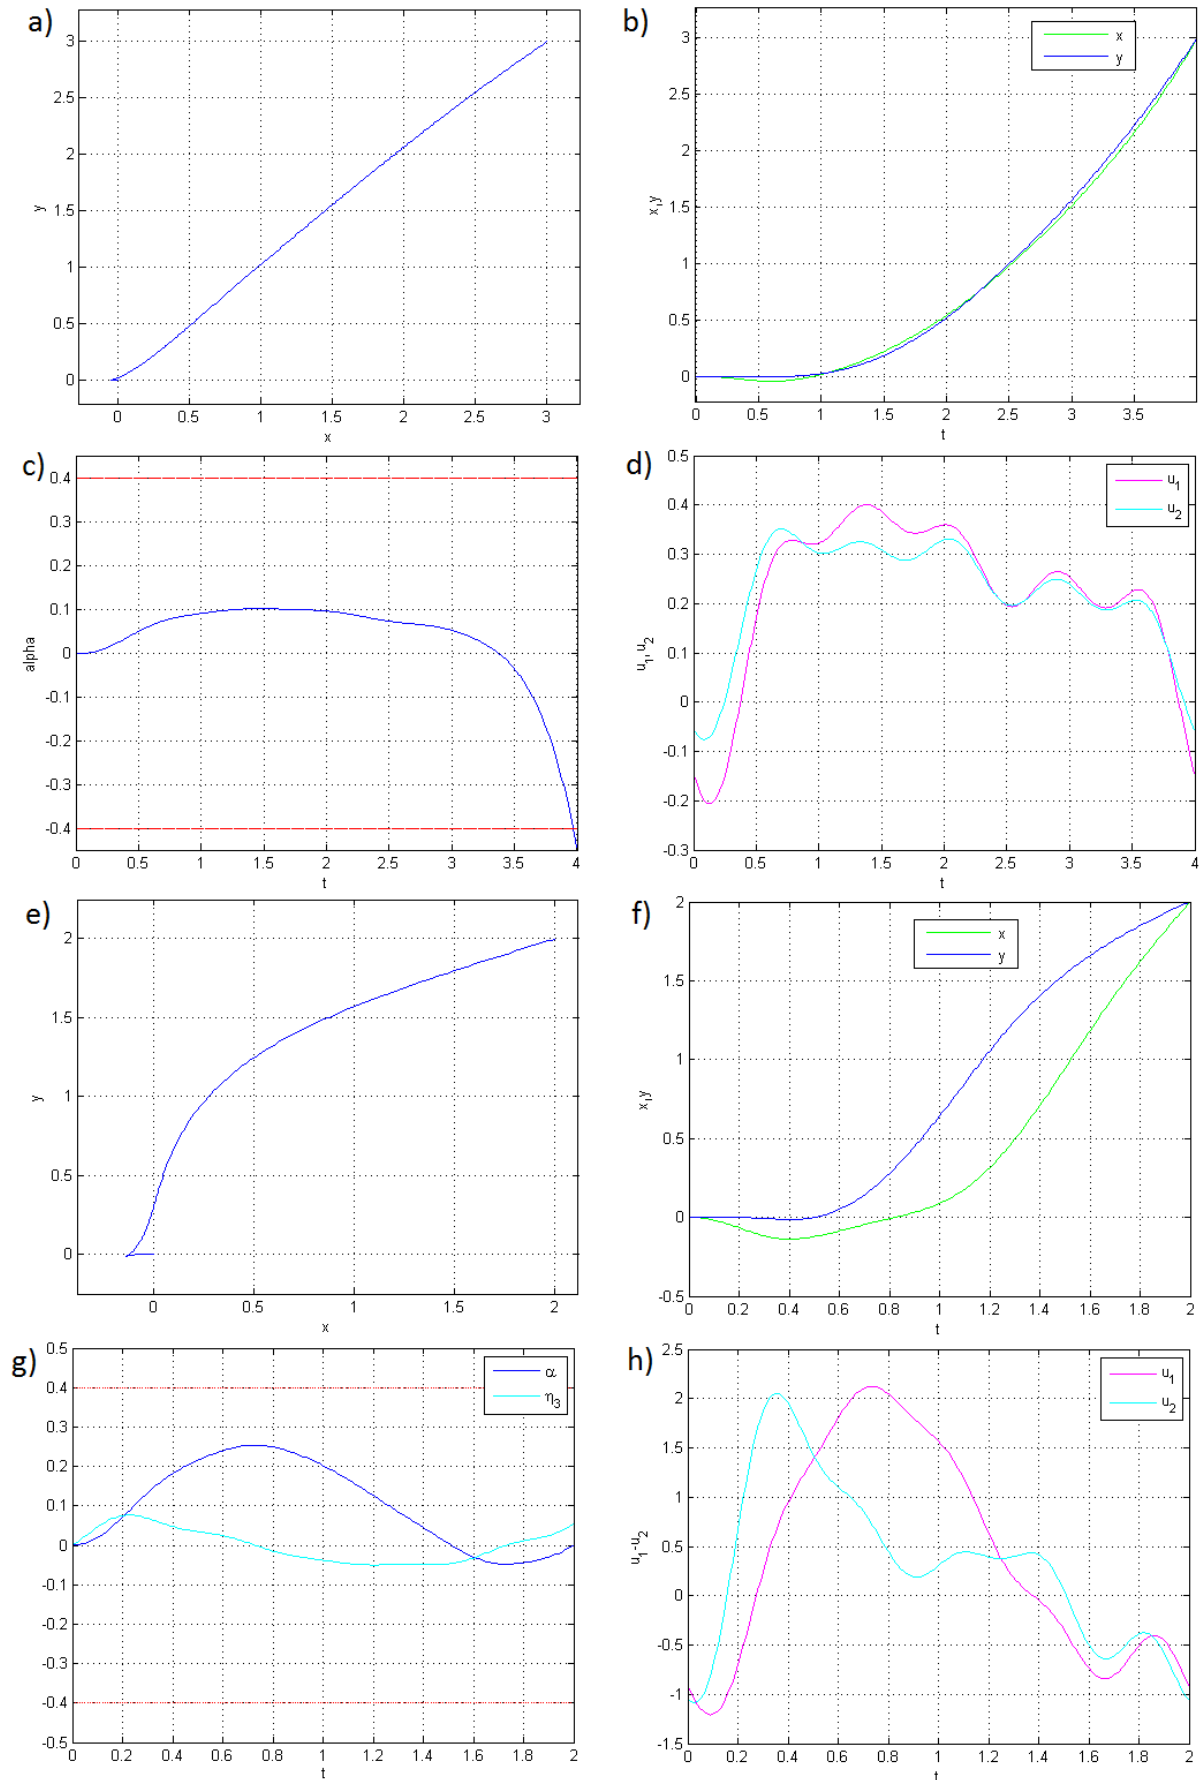 a)
3
2.5
2
1.5
1
0.5
0
y
0 0.5 1 1.5 2 2.5 3
x
b)
x
y
3
2.5
2
1.5
1
0.5
0
x,y
0 0.5 1 1.5 2 2.5 3 3.5
t
c)
0.4
0.3
0.2
0.1
0
-0.1
-0.2
-0.3
-0.4
alpha
0 0.5 1 1.5 2 2.5 3 3.5 4
t
d)
u1
u2
0.5
0.4
0.3
0.2
0.1
0
-0.1
-0.2
-0.3
u1, u2
0 0.5 1 1.5 2 2.5 3 3.5 4
t
e)
2
1.5
1
0.5
0
y
0 0.5 1 1.5 2
x
f)
x
y
2
1.5
1
0.5
0
-0.5
x,y
0 0.2 0.4 0.6 0.8 1 1.2 1.4 1.6 1.8 2
t
g)
α
η3
0.5
0.4
0.3
0.2
0.1
0
-0.1
-0.2
-0.3
-0.4
-0.5
0 0.2 0.4 0.6 0.8 1 1.2 1.4 1.6 1.8 2
t
h)
u1
u2
2.5
2
1.5
1
0.5
0
-0.5
-1
-1.5
u1-u2
0 0.2 0.4 0.6 0.8 1 1.2 1.4 1.6 1.8 2
t